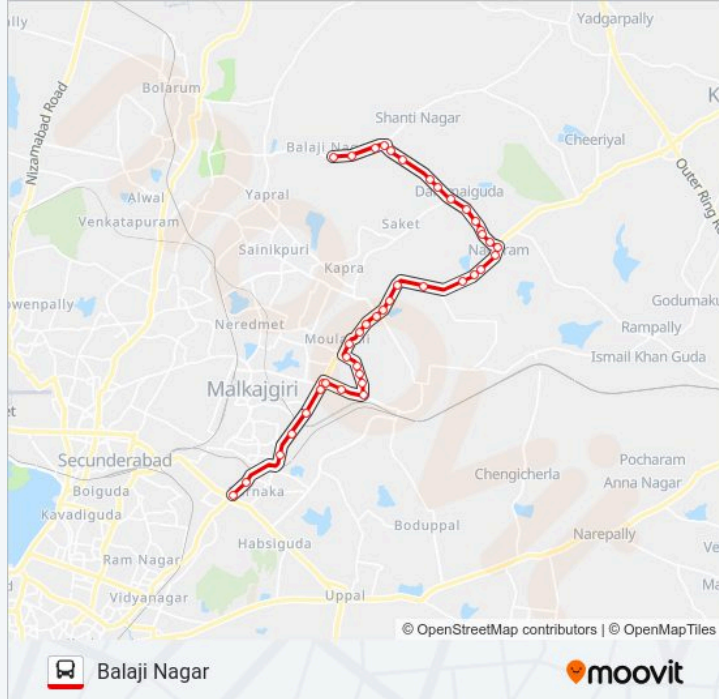 Yadgarpally
Bolarum
Nizamabad Road
Shanti Nagar
Cheeriyal
Balaji
Outer Ring
Alwal
Yapral
Saket
Venkatapuram
Sainikpuri
Kapra
Neredmet
Rampally
Ismail Khan Guda
Malkajgiri
Secunderabad
Pocharam
Chengicherla
Anna Nagar
Boiguda
Kavadiguda
Boduppal
Habsiguda
Narepally
Ram Nagar
Vidyanagar
Uppal
© OpenStreetMap contributors | © OpenMapTiles
Balaji Nagar
moovit